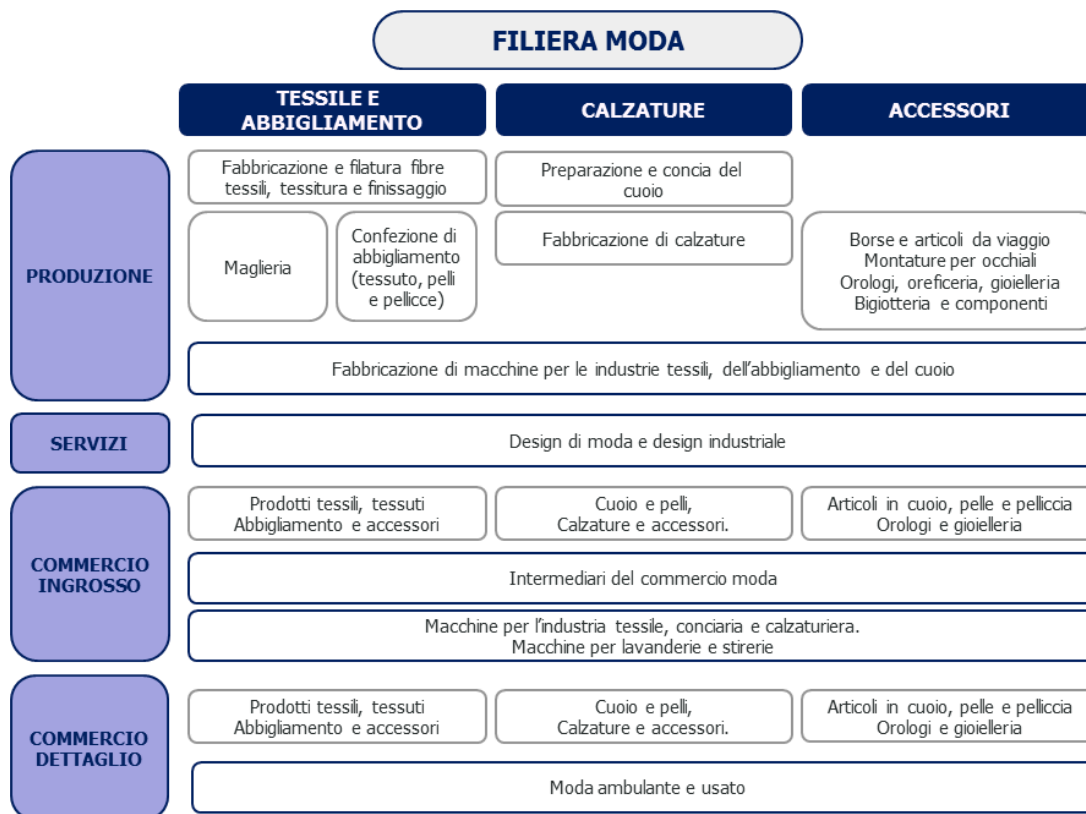 FILIERA MODA
TESSILE E
ABBIGLIAMENTO
CALZATURE
ACCESSORI
PRODUZIONE
Fabbricazione e filatura fibre
tessili, tessitura e finissaggio
Preparazione e concia del
cuoio
Maglieria
Confezione di
abbigliamento
(tessuto, pelli
e pellicce)
Fabbricazione di calzature
Borse e articoli da viaggio
Montature per occhiali
Orologi, oreficeria, gioielleria
Bigiotteria e componenti
Fabbricazione di macchine per le industrie tessili, dell'abbigliamento e del cuoio
SERVIZI
Design di moda e design industriale
COMMERCIO
INGROSSO
Prodotti tessili, tessuti
Abbigliamento e accessori
Cuoio e pelli,
Calzature e accessori.
Articoli in cuoio, pelle e pelliccia
Orologi e gioielleria
Intermediari del commercio moda
Macchine per l'industria tessile, conciaria e calzaturiera.
Macchine per lavanderie e stirerie
COMMERCIO
DETTAGLIO
Prodotti tessili, tessuti
Abbigliamento e accessori
Cuoio e pelli,
Calzature e accessori.
Articoli in cuoio, pelle e pelliccia
Orologi e gioielleria
Moda ambulante e usato